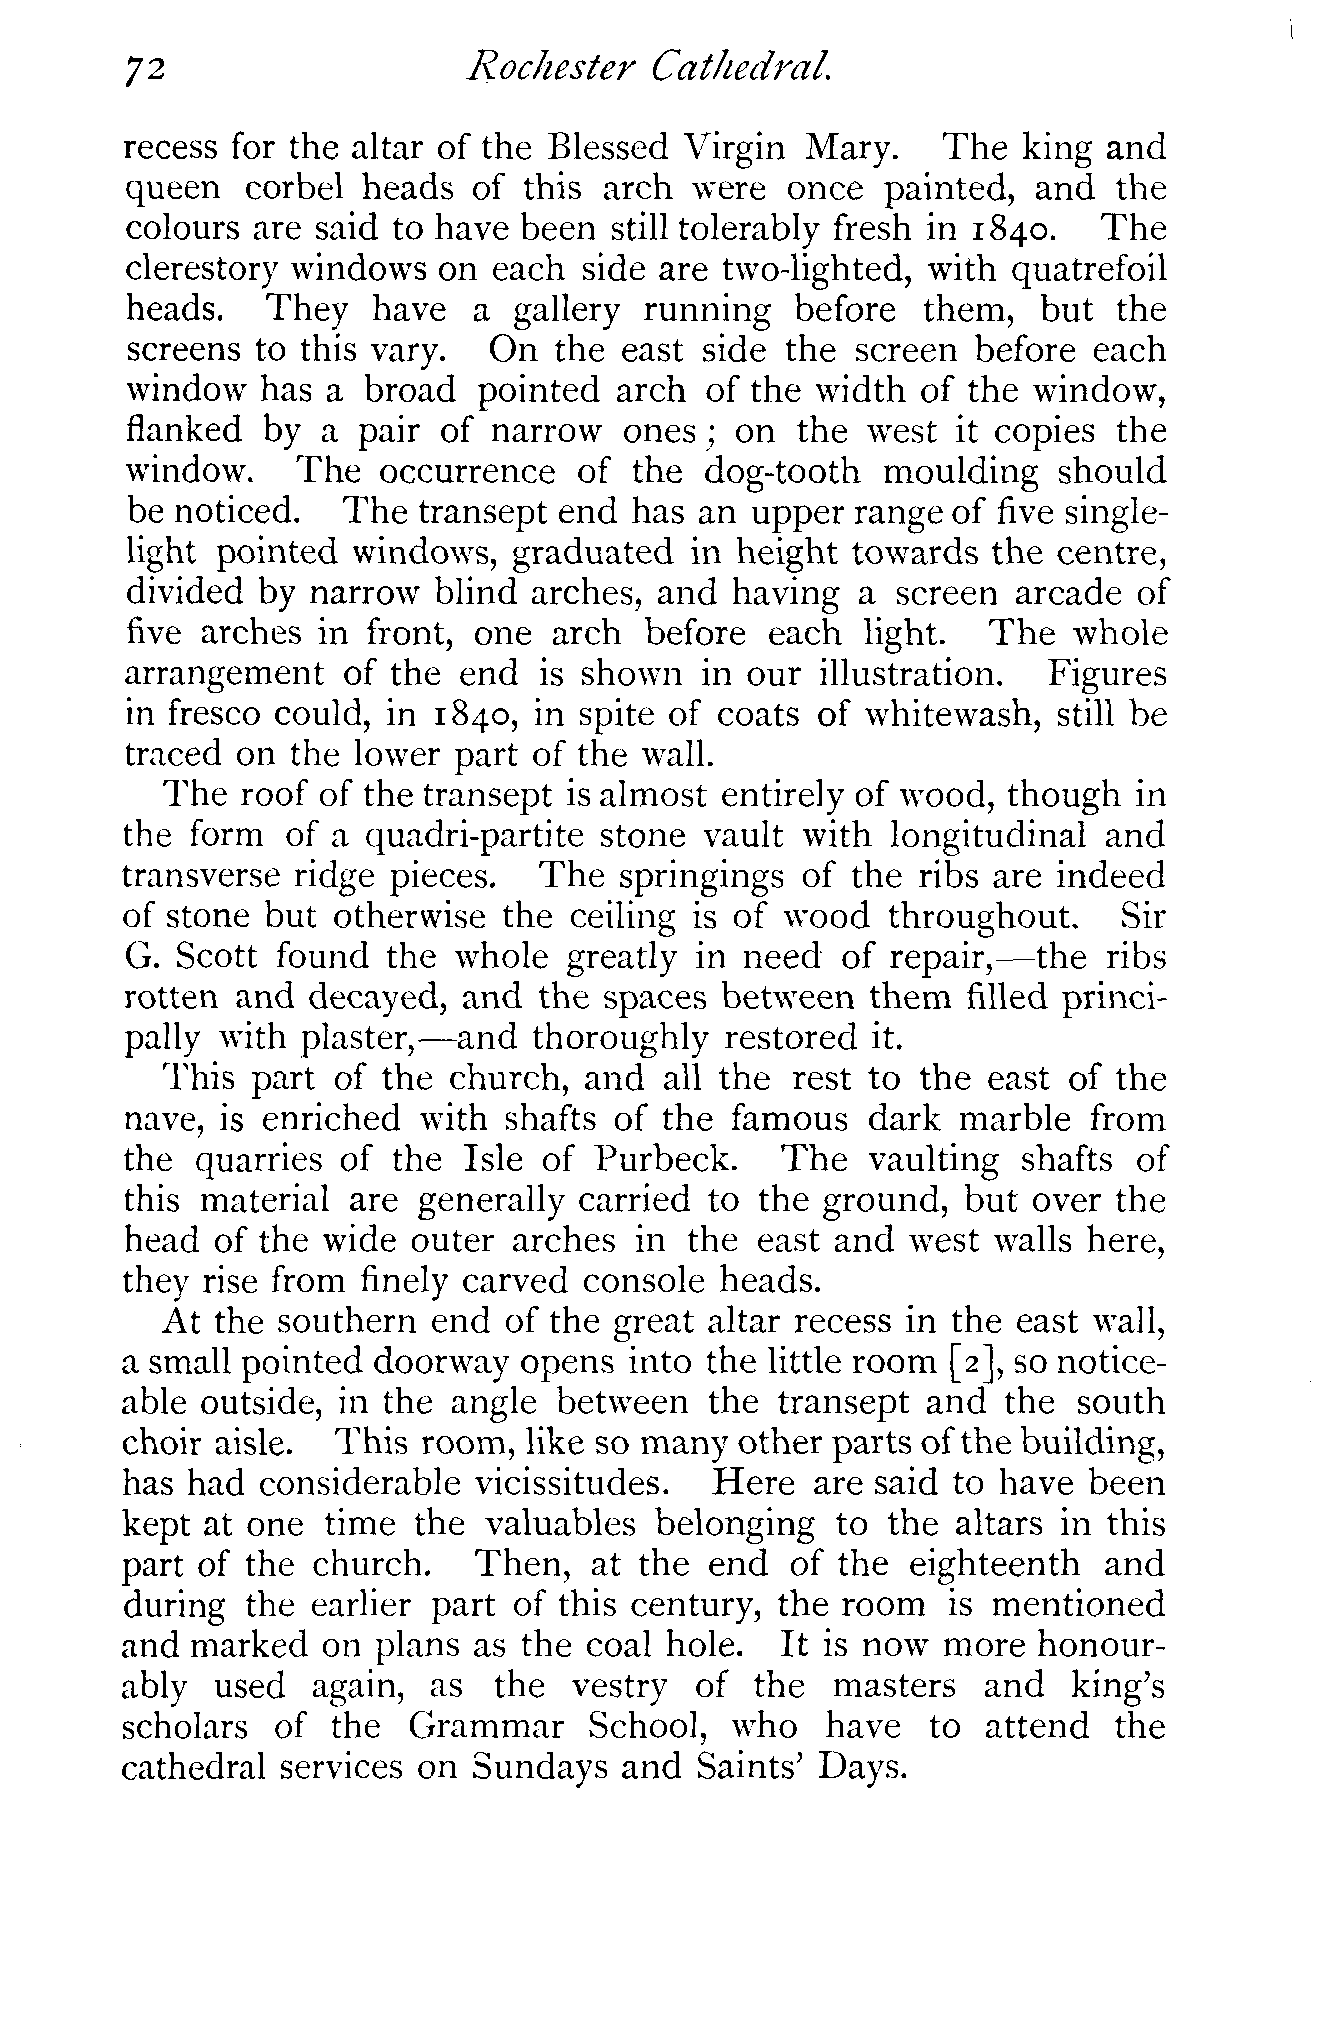 72 Rochester Cathedral.
recess for the altar of the Blessed Virgin Mary. The king and
queen corbel heads of this arch were once painted, and the
colours are said to have been still tolerably fresh in 1840. The
clerestory windows on each side are two-lighted, with quatrefoil
heads. They have a gallery running before them, but the
screens to this vary. On the east side the screen before each
window has a broad pointed arch of the width of the window,
flanked by a pair of narrow ones ; on the west it copies the
window. The occurrence of the dog-tooth moulding should
be noticed. The transept end has an upper range of five single-
light pointed windows, graduated in height towards the centre,
divided by narrow blind arches, and having a screen arcade of
five arches in front, one arch before each light. The whole
arrangement of the end is shown in our illustration. Figures
in fresco could, in 1840, in spite of coats of whitewash, still be
traced on the lower part of the wall.
The roof of the transept is almost entirely of wood, though in
the form of a quadri-partite stone vault with longitudinal and
transverse ridge pieces. The springings of the ribs are indeed
of stone but otherwise the ceiling is of wood throughout. Sir
G. Scott found the whole greatly in need of repair,—the ribs
rotten and decayed, and the spaces between them filled princi-
pally with plaster,—and thoroughly restored it.
This part of the church, and all the rest to the east of the
nave, is enriched with shafts of the famous dark marble from
the quarries of the Isle of Purbeck. The vaulting shafts of
this material are generally carried to the ground, but over the
head of the wide outer arches in the east and west walls here,
they rise from finely carved console heads.
At the southern end of the great altar recess in the east wall,
a small pointed doorway opens into the little room [2], so notice-
able outside, in the angle between the transept and the south
choir aisle. This room, like so many other parts of the building,
has had considerable vicissitudes. Here are said to have been
kept at one time the valuables belonging to the altars in this
part of the church. Then, at the end of the eighteenth and
during the earlier part of this century, the room is mentioned
and marked on plans as the coal hole. It is now more honour-
ably used again, as the vestry of the masters and king's
scholars of the Grammar School, who have to attend the
cathedral services on Sundays and Saints' Days.